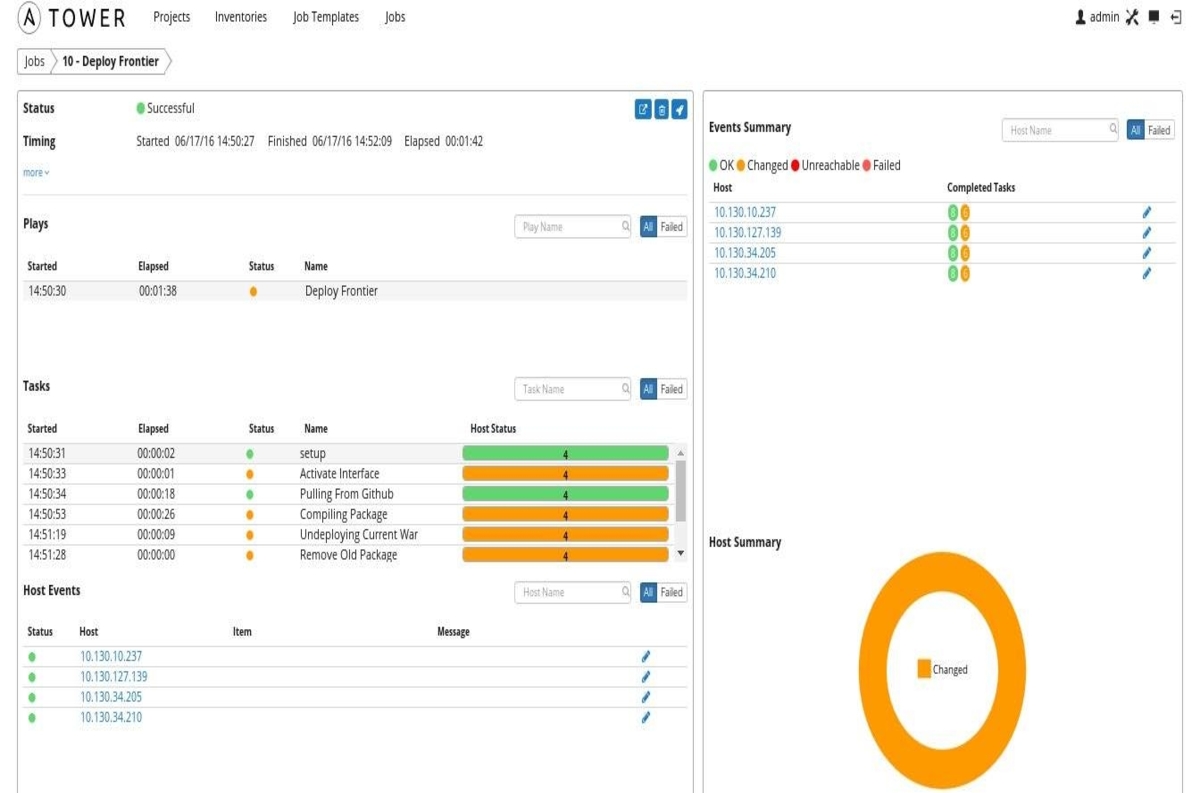 A TOWER Projects Inventories Job Templates Jobs admin
Jobs 10 - Deploy Frontier
Status Successful
Timing Started 06/17/16 14:50:27 Finished 06/17/16 14:52:09 Elapsed 00:01:42
more
Plays Play Name All Failed
Started Elapsed Status Name
14:50:30 00:01:38 Deploy Frontier
Tasks Task Name All Failed
Started Elapsed Status Name Host Status
14:50:31 00:00:02 setup 4
14:50:33 00:00:01 Activate Interface 4
14:50:34 00:00:18 Pulling From Github 4
14:50:53 00:00:26 Compiling Package 4
14:51:19 00:00:09 Undeploying Current War 4
14:51:28 00:00:00 Remove Old Package 4
Host Events Host Name All Failed
Status Host Item Message
10.130.10.237
10.130.127.139
10.130.34.205
10.130.34.210
Events Summary Host Name All Failed
OK Changed Unreachable Failed
Host Completed Tasks
10.130.10.237
10.130.127.139
10.130.34.205
10.130.34.210
Host Summary
Changed